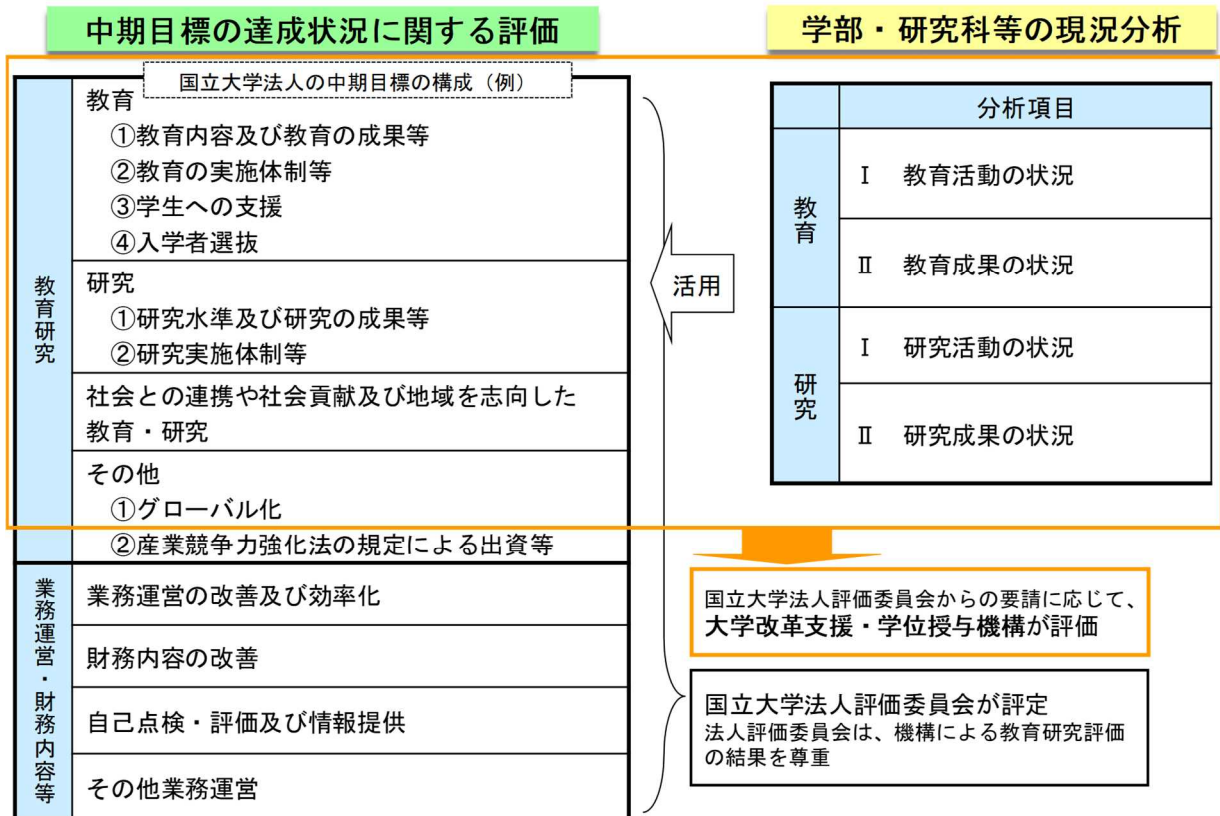 中期目標の達成状況に関する評価
国立大学法人の中期目標の構成（例）
教育研究
教育
①教育内容及び教育の成果等
②教育の実施体制等
③学生への支援
④入学者選抜
研究
①研究水準及び研究の成果等
②研究実施体制等
社会との連携や社会貢献及び地域を志向した
教育・研究
その他
①グローバル化
②産業競争力強化法の規定による出資等
業務運営・財務内容等
業務運営の改善及び効率化
財務内容の改善
自己点検・評価及び情報提供
その他業務運営
活用
学部・研究科等の現況分析
分析項目
教育
Ⅰ 教育活動の状況
Ⅱ 教育成果の状況
研究
Ⅰ 研究活動の状況
Ⅱ 研究成果の状況
国立大学法人評価委員会からの要請に応じて、
大学改革支援・学位授与機構が評価
国立大学法人評価委員会が評定
法人評価委員会は、機構による教育研究評価
の結果を尊重